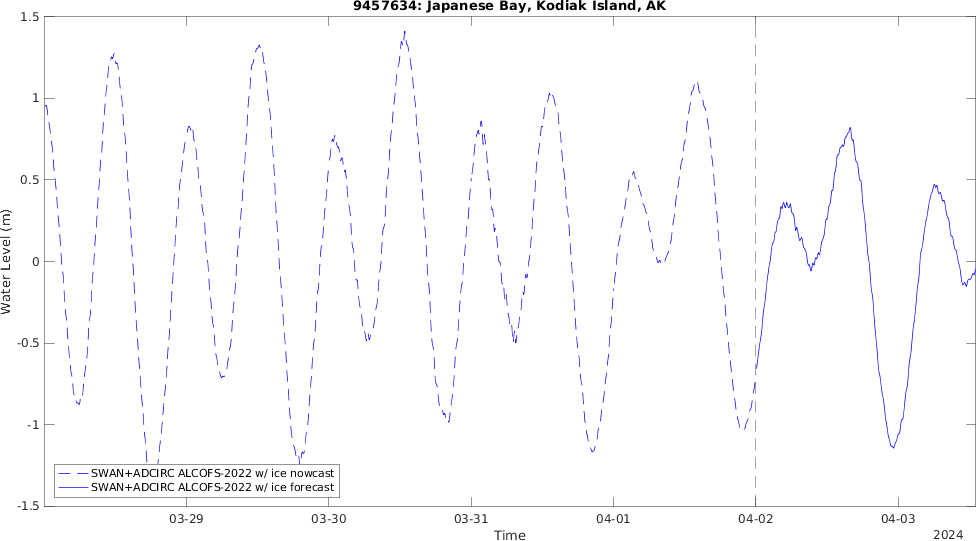 9457634: Japanese Bay, Kodiak Island, AK
1.5
1
0.5
0
-0.5
-1
-1.5
Water Level (m)
SWAN+ADCIRC ALCOFS-2022 w/ ice nowcast
SWAN+ADCIRC ALCOFS-2022 w/ ice forecast
03-29
03-30
03-31
04-01
04-02
04-03
Time
2024